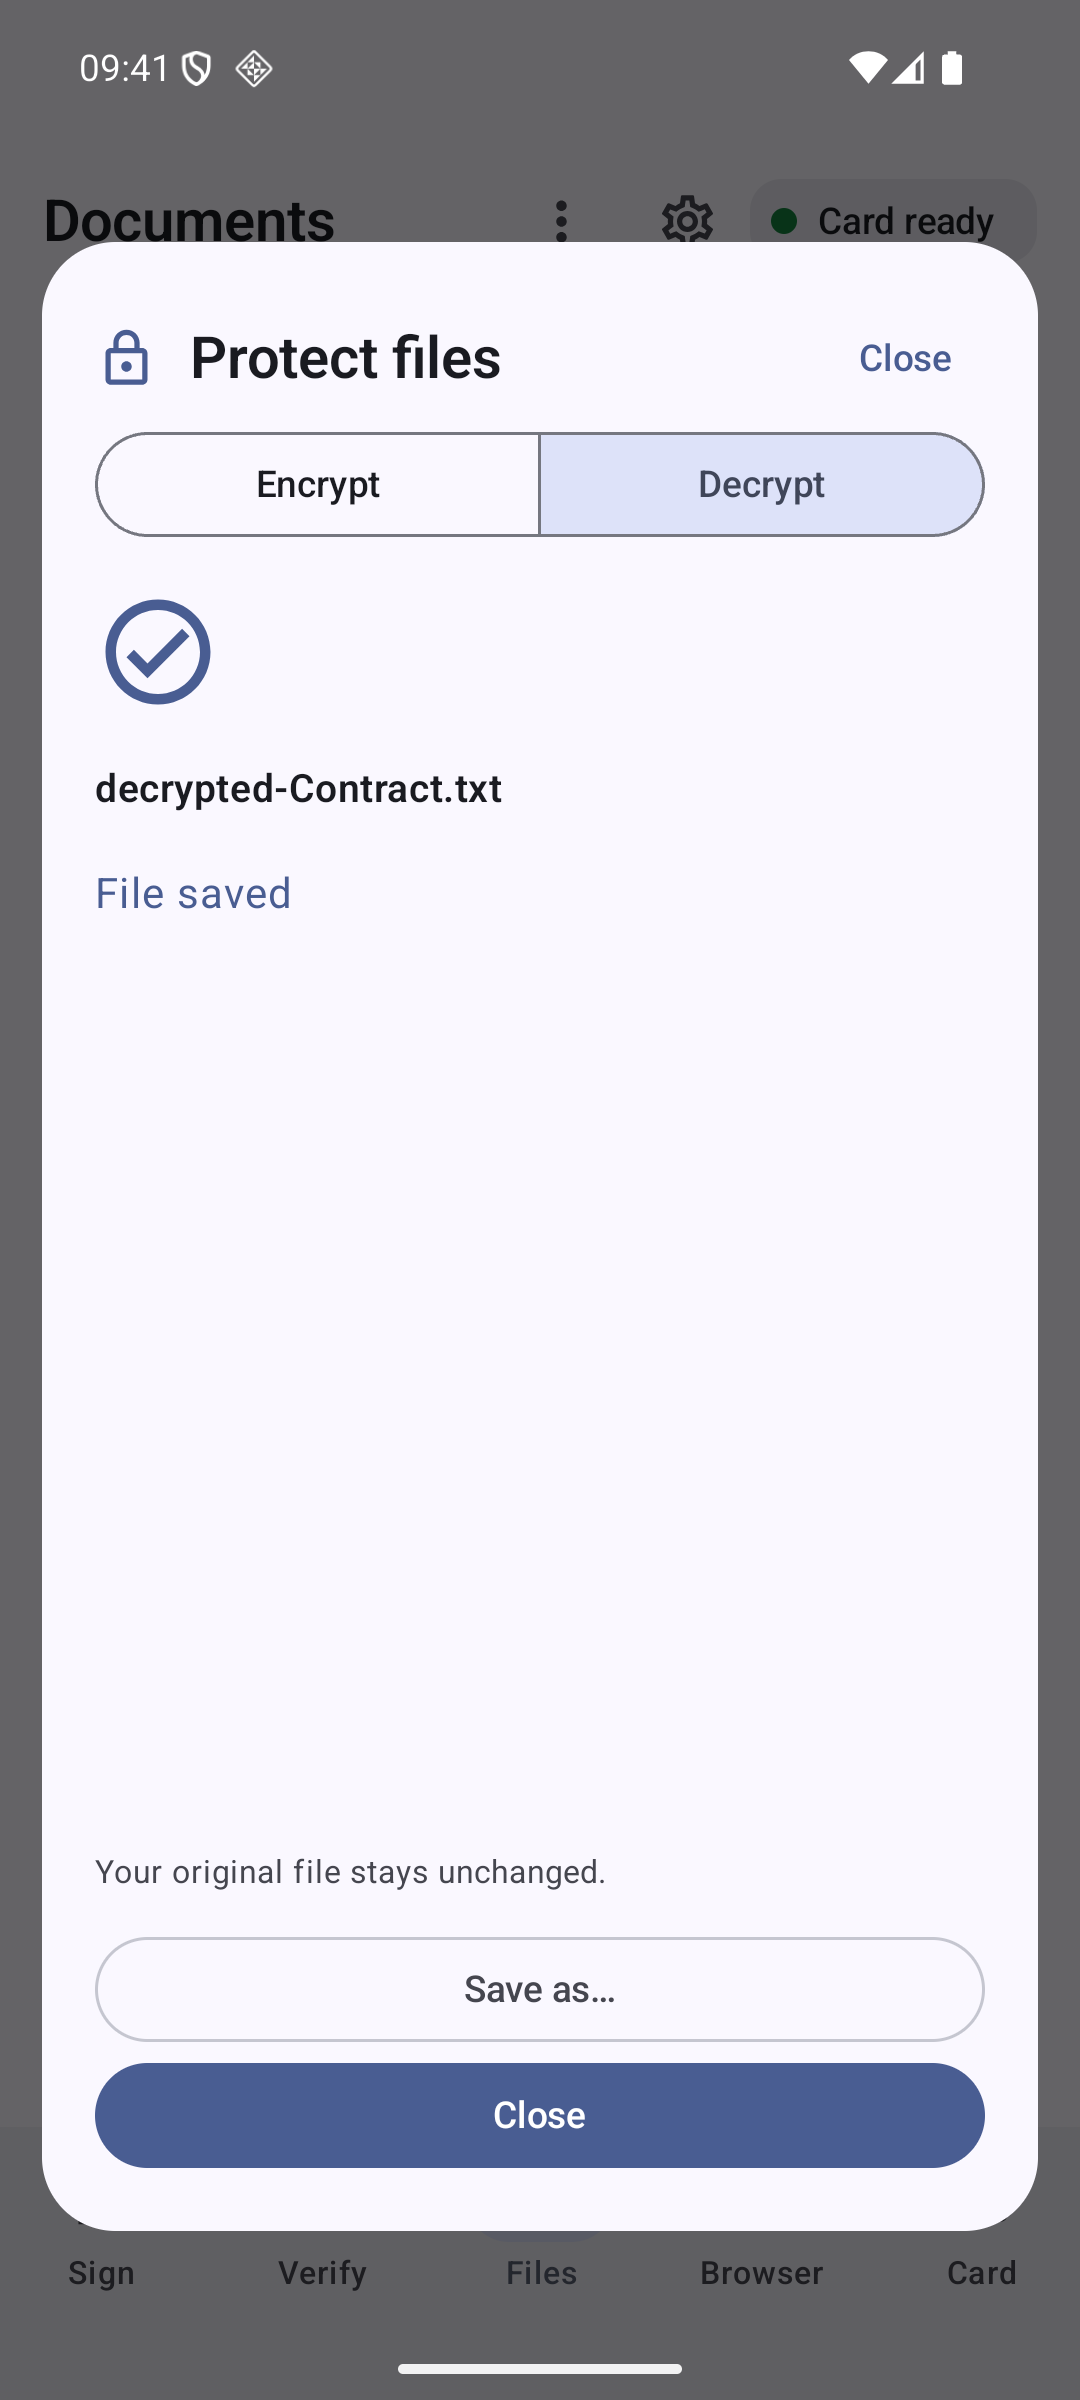 09:41
Documents
Card ready
Protect files
Close
Encrypt
Decrypt
decrypted-Contract.txt
File saved
Your original file stays unchanged.
Save as...
Close
Sign
Verify
Files
Browser
Card